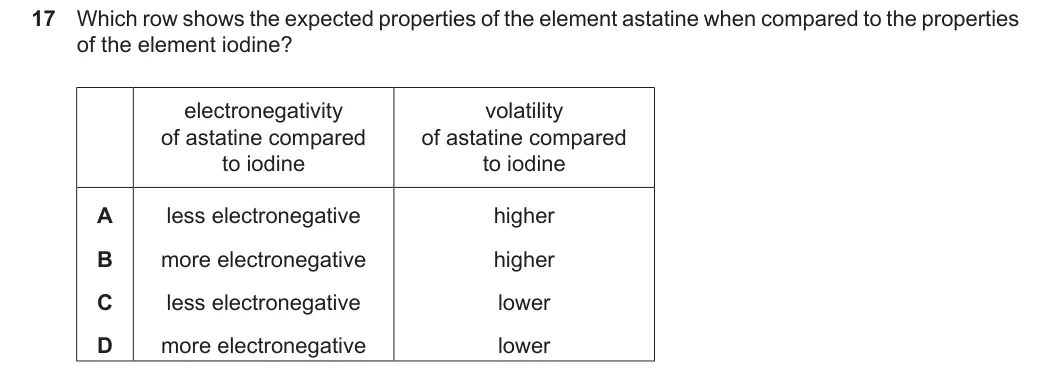 17 Which row shows the expected properties of the element astatine when compared to the properties
of the element iodine?
electronegativity
of astatine compared
to iodine
volatility
of astatine compared
to iodine
A less electronegative higher
B more electronegative higher
C less electronegative lower
D more electronegative lower